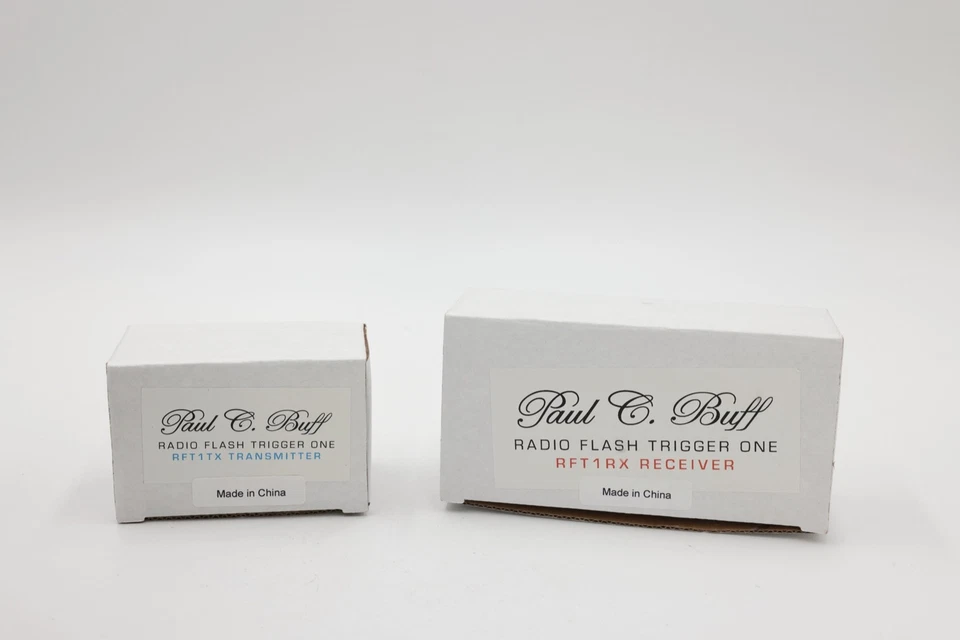 Paul C. Buff
RADIO FLASH TRIGGER ONE
RFT1TX TRANSMITTER
Made in China
Paul C. Buff
RADIO FLASH TRIGGER ONE
RFT1RX RECEIVER
Made in China